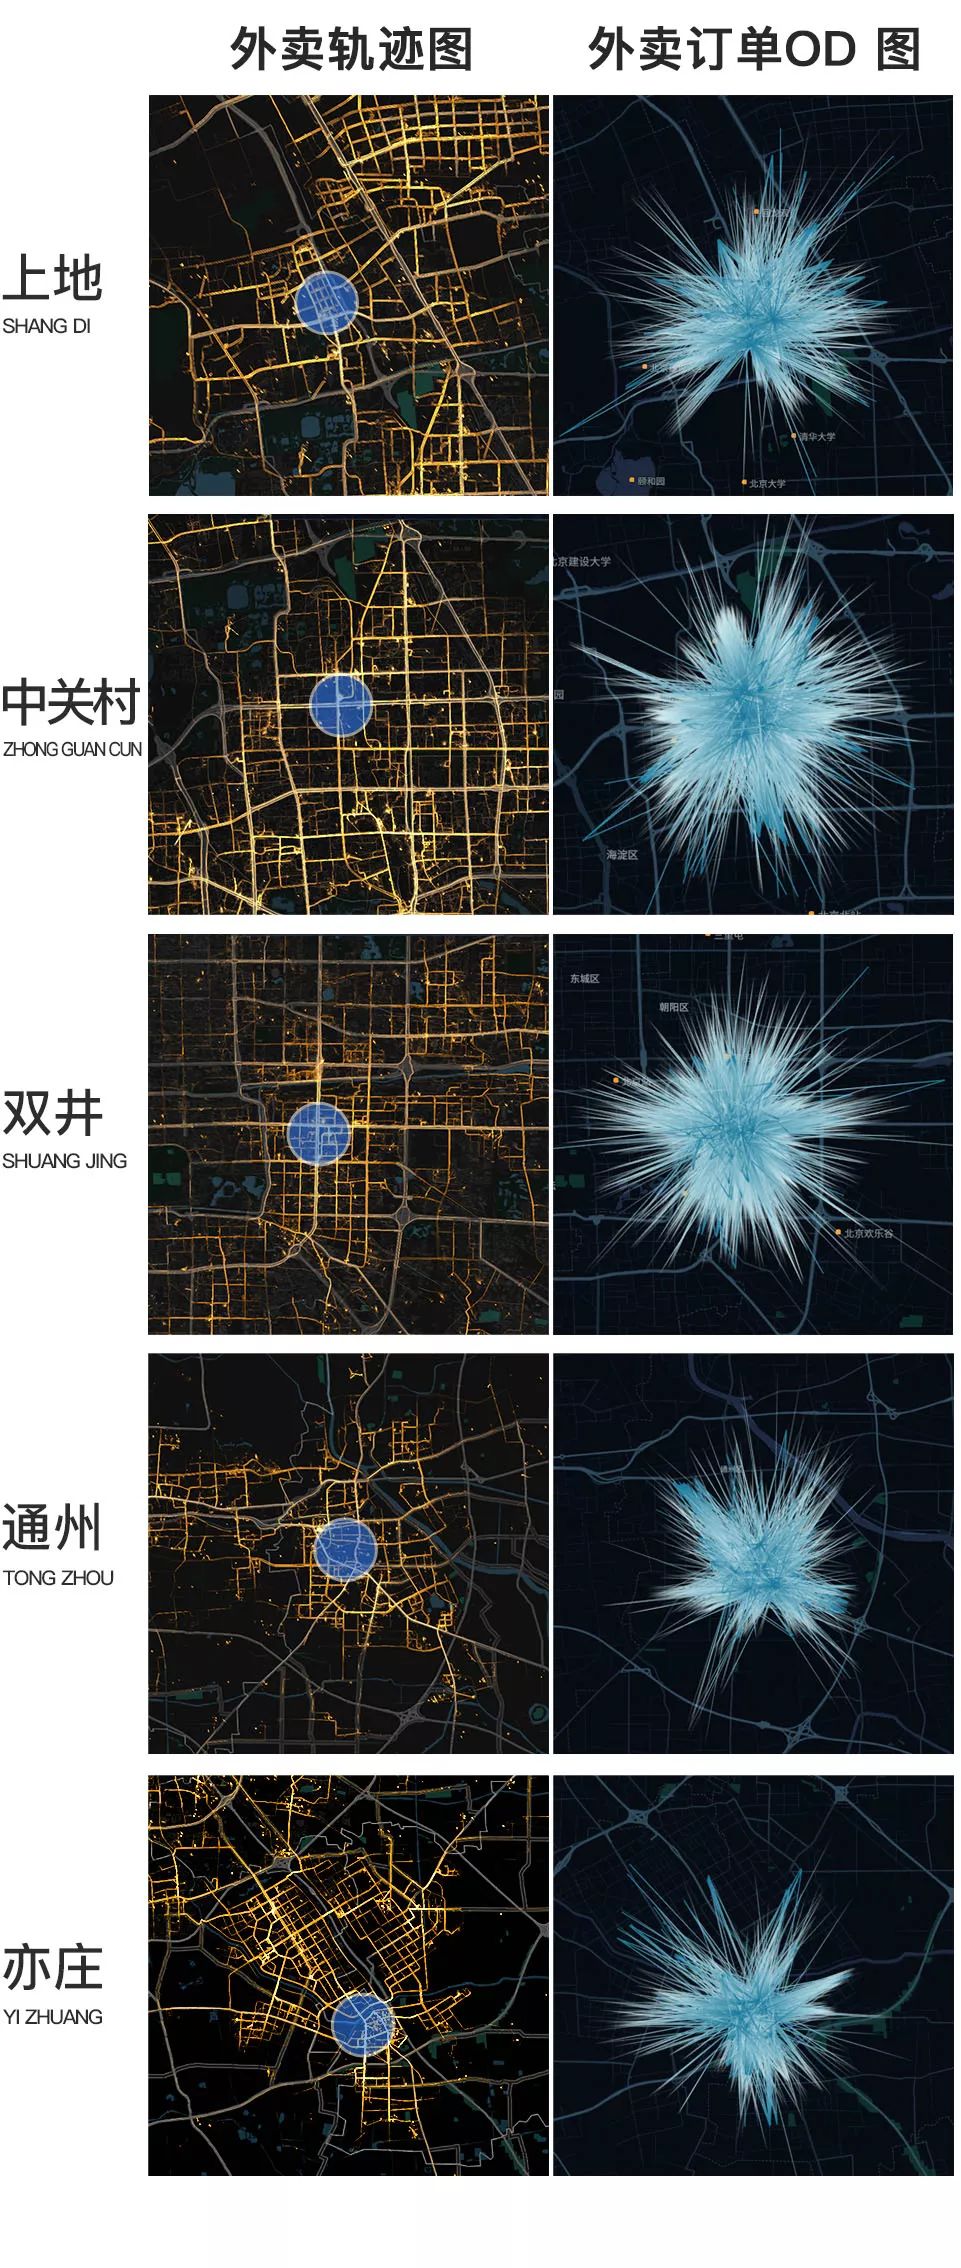 外卖轨迹图
外卖订单OD 图
上地
SHANG DI
清华大学
颐和园
北京大学
中关村
ZHONG GUAN CUN
北京建设大学
园
海淀区
双井
SHUANG JING
东城区
朝阳区
北京欢乐谷
通州
TONG ZHOU
亦庄
YI ZHUANG